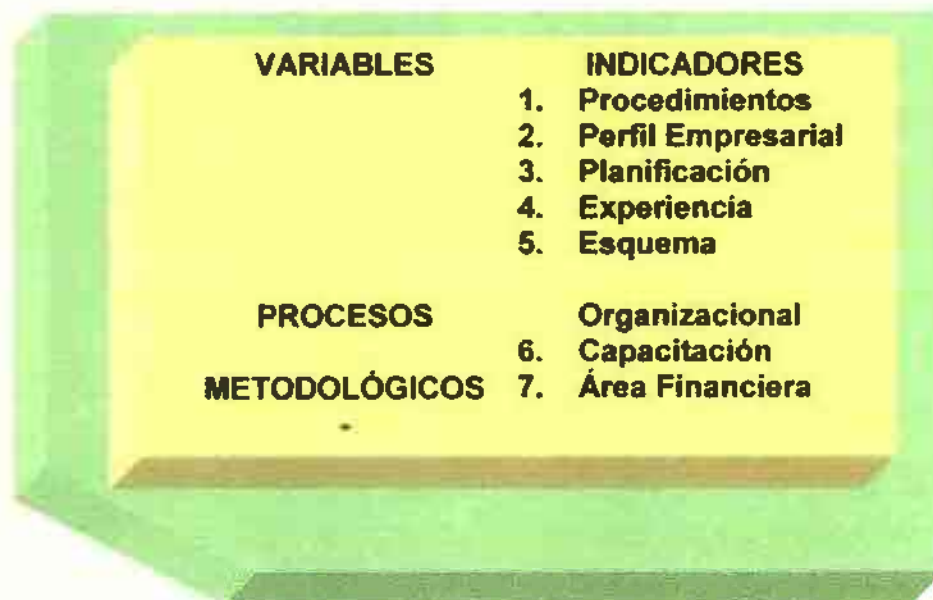 VARIABLES INDICADORES
1. Procedimientos
2. Perfil Empresarial
3. Planificación
4. Experiencia
5. Esquema
PROCESOS Organizacional
6. Capacitación
METODOLÓGICOS 7. Área Financiera